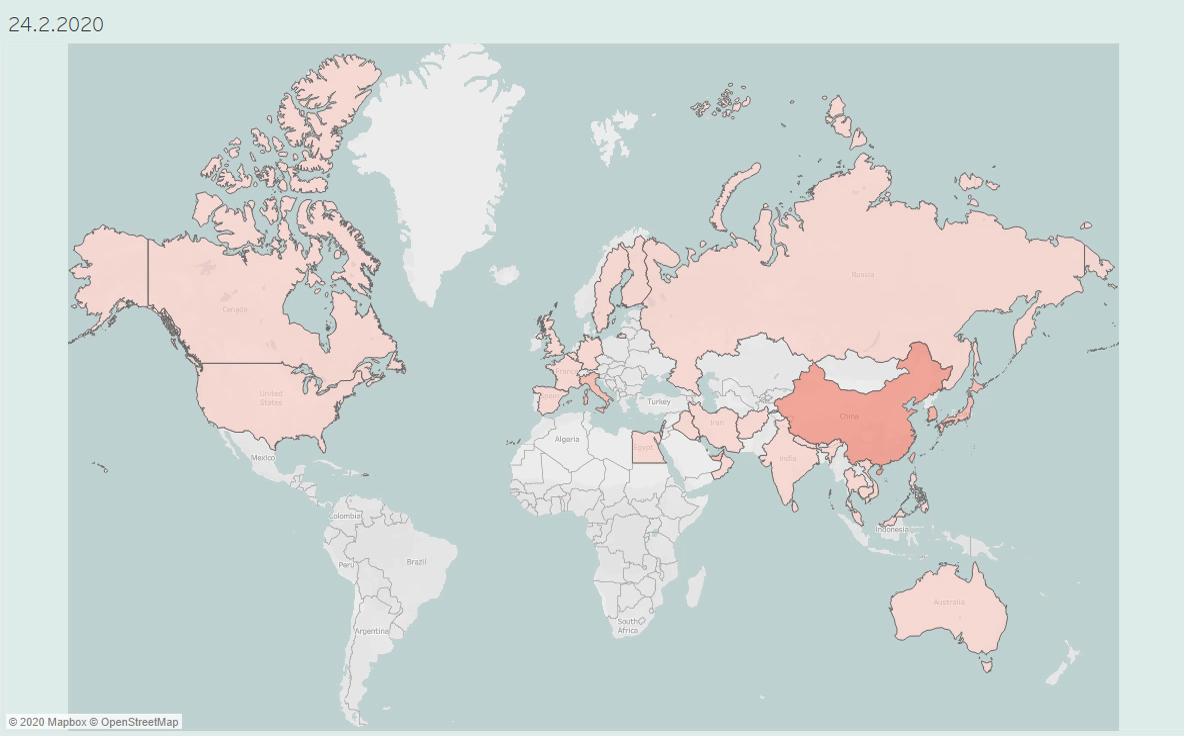 24.2.2020
Russia
Canada
France
United
States
Spain
Turkey
China
Iran
Algeria
Egypt
Mexico
India
Colombia
Indonesia
Peru
Brazil
Australia
South
Africa
Argentina
© 2020 Mapbox © OpenStreetMap